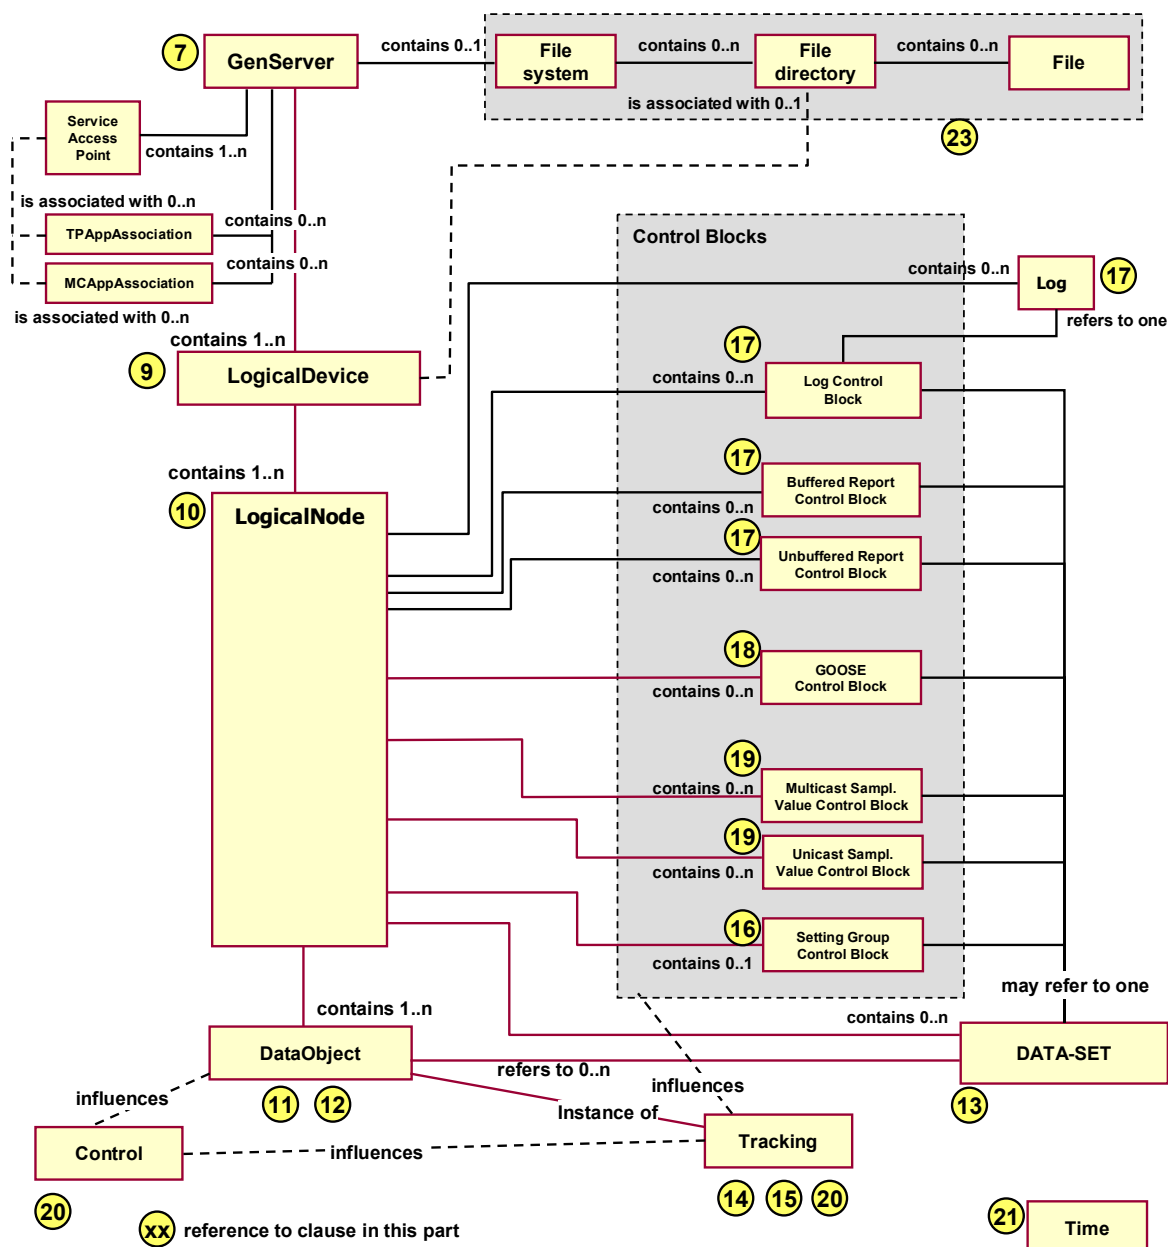 7
GenServer
contains 0..1
File
system
contains 0..n
File
directory
contains 0..n
File
is associated with 0..1
23
Service
Access
Point
contains 1..n
is associated with 0..n
TPAppAssociation
contains 0..n
MCAppAssociation
contains 0..n
is associated with 0..n
Control Blocks
contains 0..n
Log
17
refers to one
contains 1..n
9
LogicalDevice
17
contains 0..n
Log Control
Block
contains 1..n
10
LogicalNode
17
Buffered Report
Control Block
contains 0..n
17
Unbuffered Report
Control Block
contains 0..n
18
GOOSE
Control Block
contains 0..n
19
Multicast Sampl.
Value Control Block
contains 0..n
19
Unicast Sampl.
Value Control Block
contains 0..n
16
Setting Group
Control Block
contains 0..1
may refer to one
contains 1..n
contains 0..n
DataObject
DATA-SET
refers to 0..n
11
12
13
influences
influences
Instance of
Control
influences
Tracking
20
14
15
20
xx
reference to clause in this part
21
Time